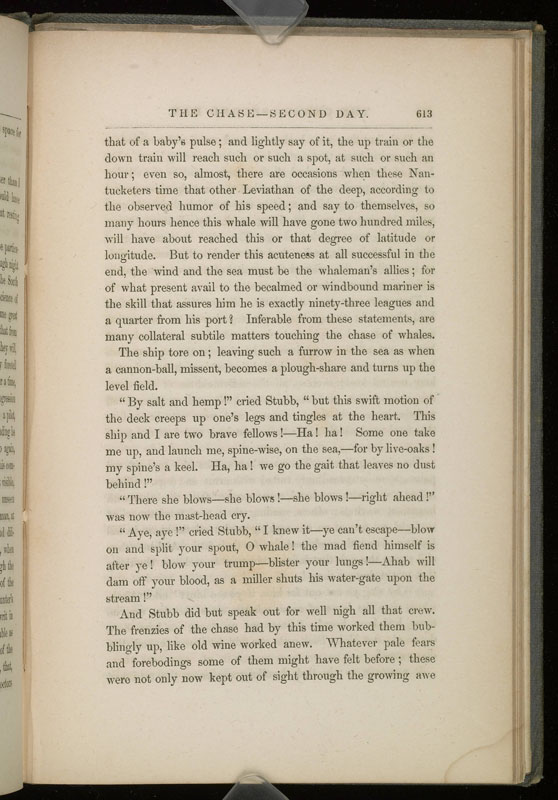 THE CHASE—SECOND DAY. 613
that of a baby's pulse; and lightly say of it, the up train or the
down train will reach such or such a spot, at such or such an
hour; even so, almost, there are occasions when these Nan-
tucketers time that other Leviathan of the deep, according to
the observed humor of his speed; and say to themselves, so
many hours hence this whale will have gone two hundred miles,
will have about reached this or that degree of latitude or
longitude. But to render this acuteness at all successful in the
end, the wind and the sea must be the whaleman's allies; for
of what present avail to the becalmed or windbound mariner is
the skill that assures him he is exactly ninety-three leagues and
a quarter from his port? Inferable from these statements, are
many collateral subtile matters touching the chase of whales.
The ship tore on; leaving such a furrow in the sea as when
a cannon-ball, missent, becomes a plough-share and turns up the
level field.
"By salt and hemp!" cried Stubb, "but this swift motion of
the deck creeps up one's legs and tingles at the heart. This
ship and I are two brave fellows!—Ha! ha! Some one take
me up, and launch me, spine-wise, on the sea,—for by live-oaks!
my spine's a keel. Ha, ha! we go the gait that leaves no dust
behind!"
"There she blows—she blows!—she blows!—right ahead!"
was now the mast-head cry.
"Aye, aye!" cried Stubb, "I knew it—ye can't escape—blow
on and split your spout, O whale! the mad fiend himself is
after ye! blow your trump—blister your lungs!—Ahab will
dam off your blood, as a miller shuts his water-gate upon the
stream!"
And Stubb did but speak out for well nigh all that crew.
The frenzies of the chase had by this time worked them bub-
blingly up, like old wine worked anew. Whatever pale fears
and forebodings some of them might have felt before; these
were not only now kept out of sight through the growing awe